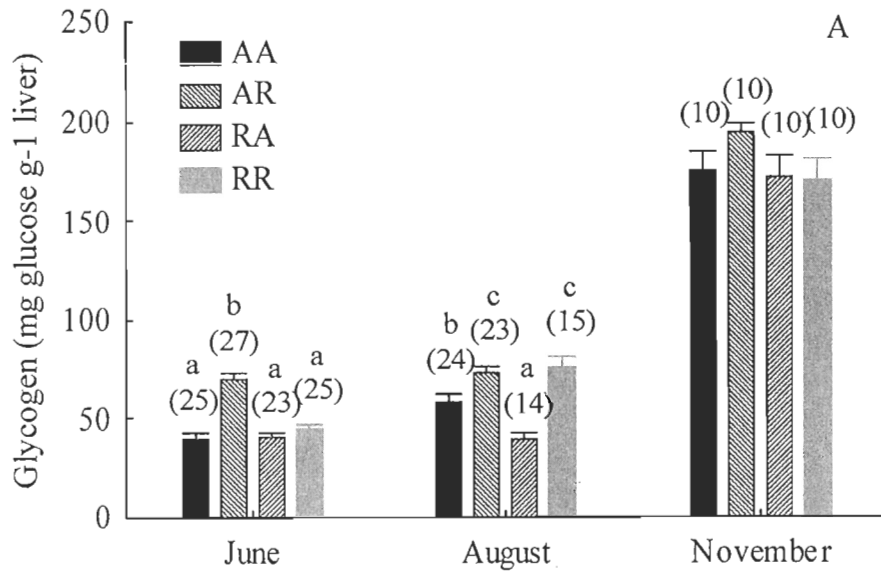 A
Glycogen (mg glucose g-1 liver)
250
200
150
100
50
0
AA
AR
RA
RR
a
(25)
b
(27)
a
(23)
a
(25)
b
(24)
c
(23)
a
(14)
c
(15)
(10)
(10)
(10)
(10)
June
August
November